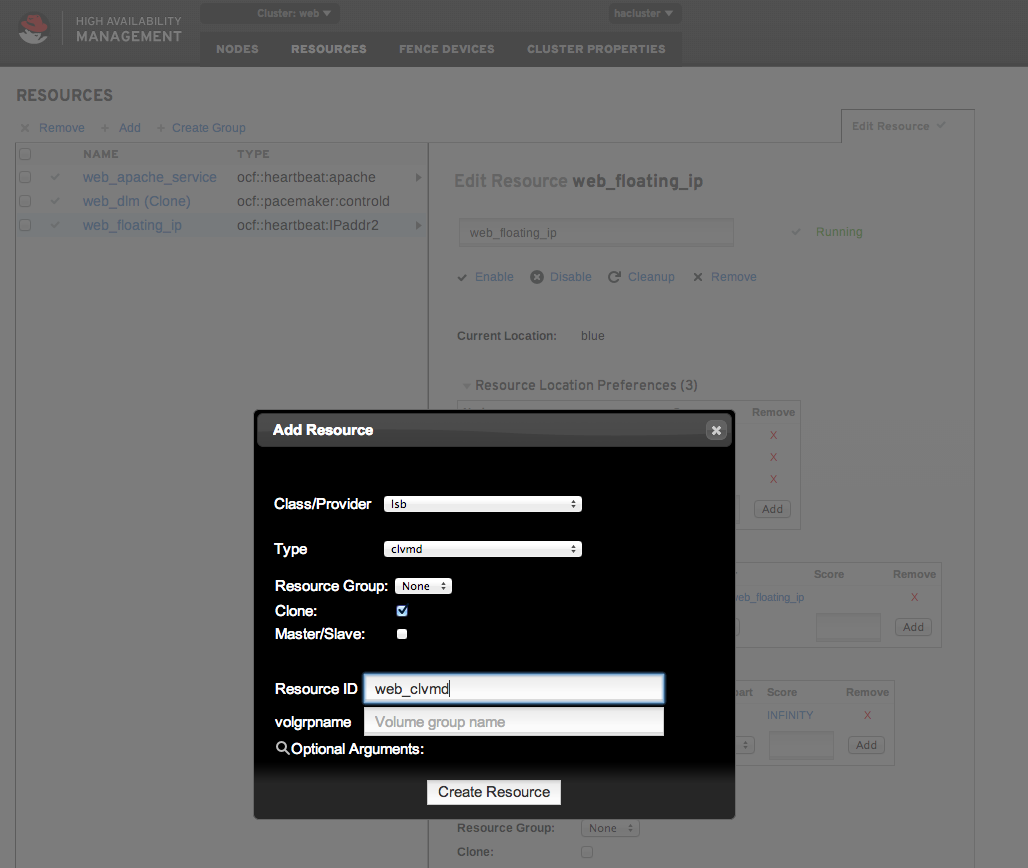 HIGH AVAILABILITY
MANAGEMENT
Cluster: web
hacluster
NODES RESOURCES FENCE DEVICES CLUSTER PROPERTIES
RESOURCES
Remove Add Create Group
Edit Resource
NAME TYPE
web_apache_service ocf::heartbeat:apache
web_dlm (Clone) ocf::pacemaker:controld
web_floating_ip ocf::heartbeat:IPaddr2
Edit Resource web_floating_ip
web_floating_ip Running
Enable Disable Cleanup Remove
Current Location: blue
Resource Location Preferences (3)
Remove
X
X
X
Add
Add Resource
Class/Provider lsb
Type clvmd
Resource Group: None
Clone:
Master/Slave:
Resource ID web_clvmd
volgrpname Volume group name
Optional Arguments:
Create Resource
Score Remove
web_floating_ip X
Add
Score Remove
INFINITY X
Add
Resource Group: None
Clone: